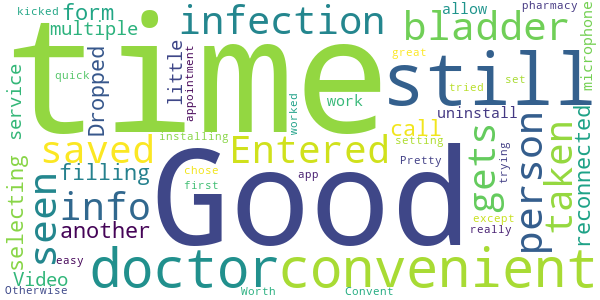 kicked
form
multiple
infection
allow
pharmacy
bladder
microphone
time
Dropped
little
appointment
great
still
quick
tried
set
service
worked
work
uninstall
saved
installing
Entered
call
setting
reconnected
selecting
filling
chose
first
Pretty
gets
trying
person
taken
seen
info
Good
app
except
really
another
easy
doctor
convenient
Video
Otherwise
Worth
Convent